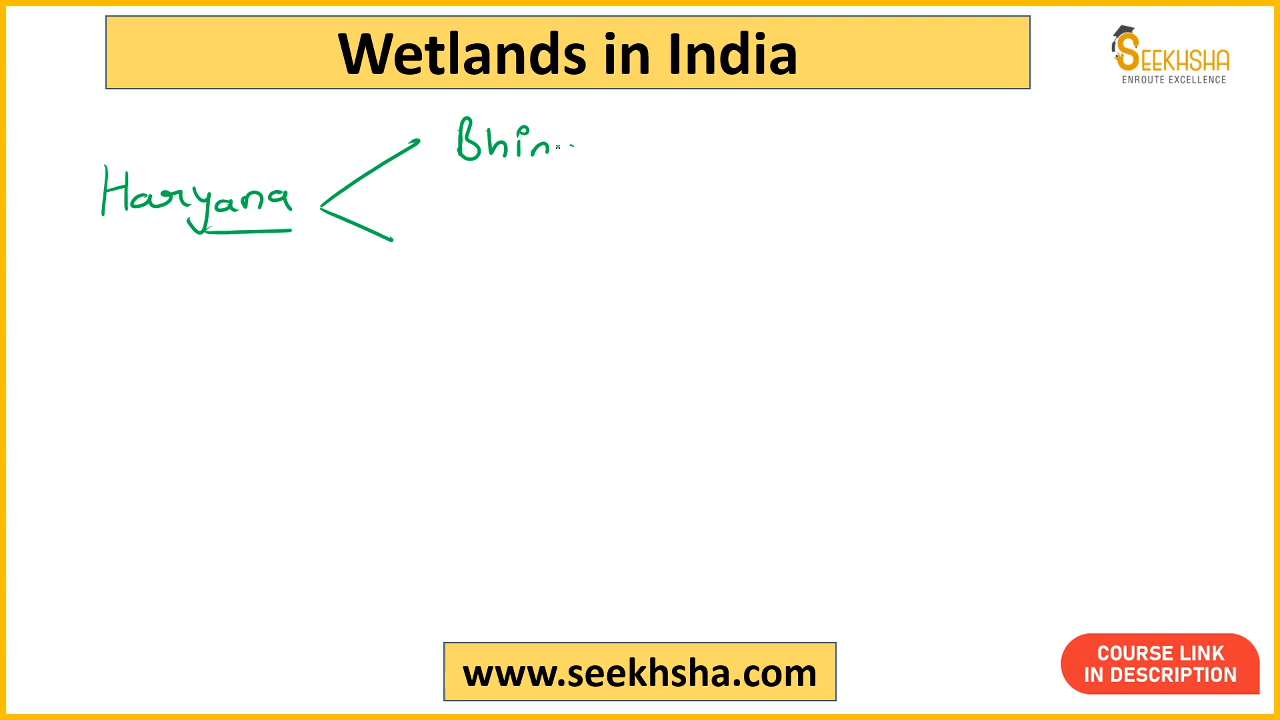 Wetlands in India
SEEKHSHA
ENROUTE EXCELLENCE
Haryana
Bhin
www.seekhsha.com
COURSE LINK
IN DESCRIPTION